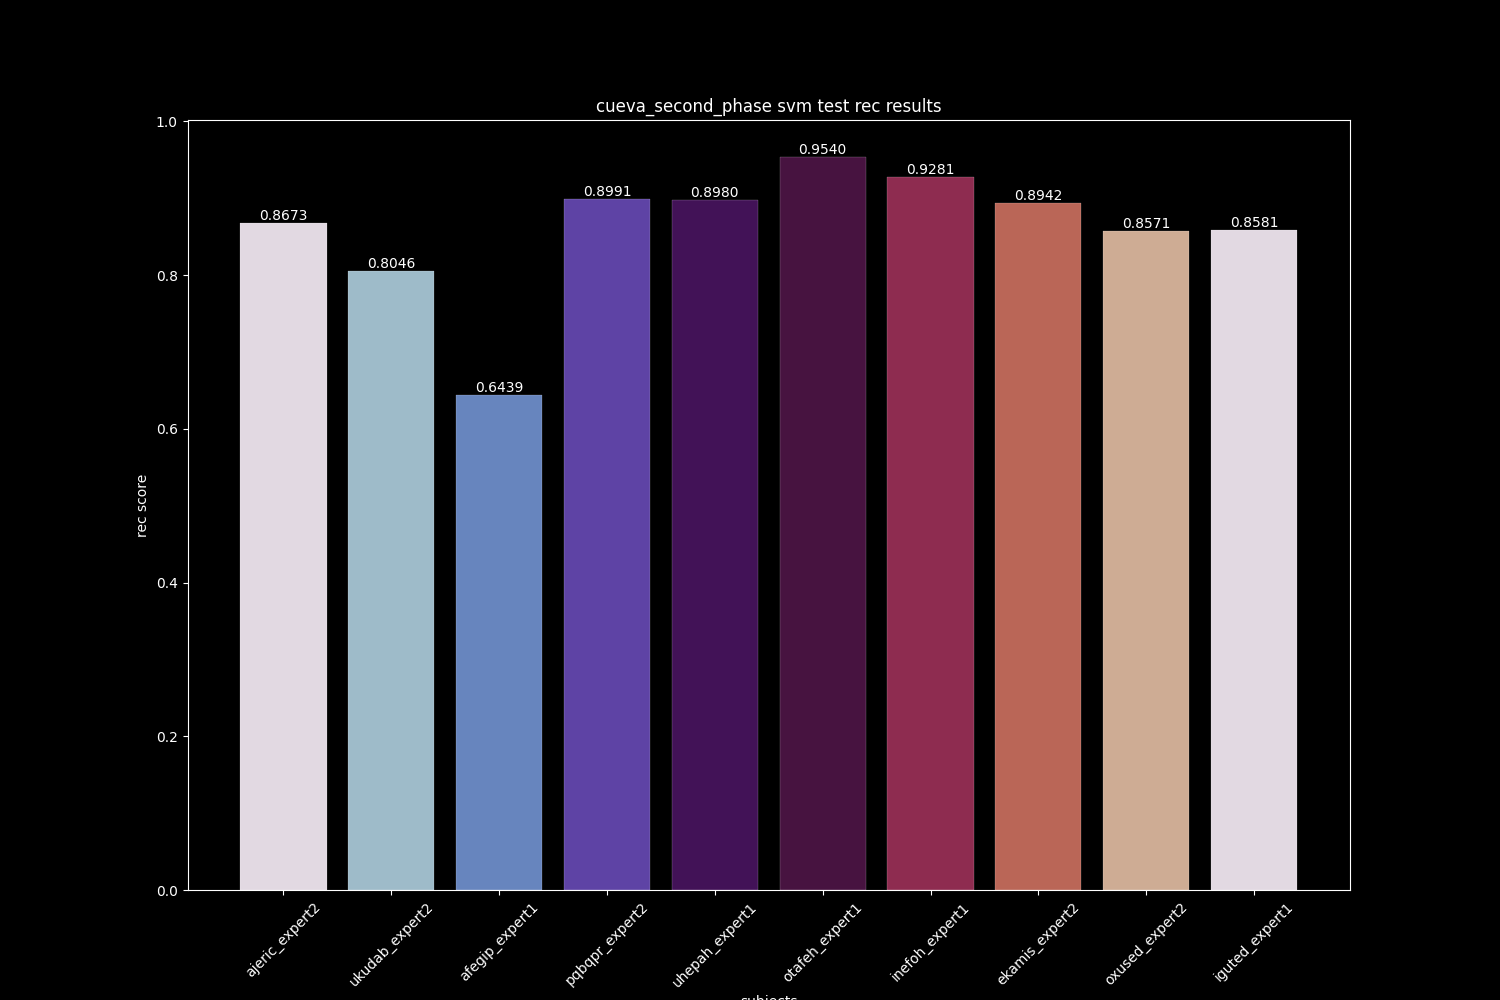 cueva_second_phase svm test rec results
1.0
0.8
0.6
0.4
0.2
0.0
rec score
0.8673
0.8046
0.6439
0.8991
0.8980
0.9540
0.9281
0.8942
0.8571
0.8581
ajeric_expert2
ukudab_expert2
afegip_expert1
pqbqpr_expert2
uhepah_expert1
otafeh_expert1
inefoh_expert1
ekamis_expert2
oxused_expert2
iguted_expert1
subjects